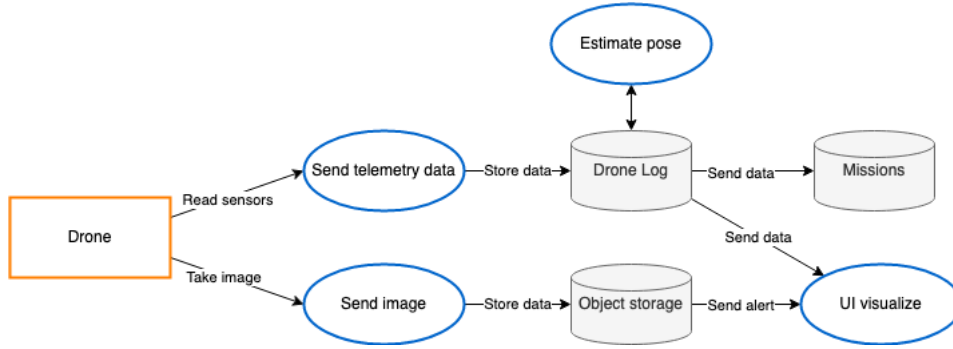 Estimate pose
Send telemetry data
Store data
Drone Log
Send data
Missions
Read sensors
Drone
Send data
Take image
Send image
Store data
Object storage
Send alert
UI visualize